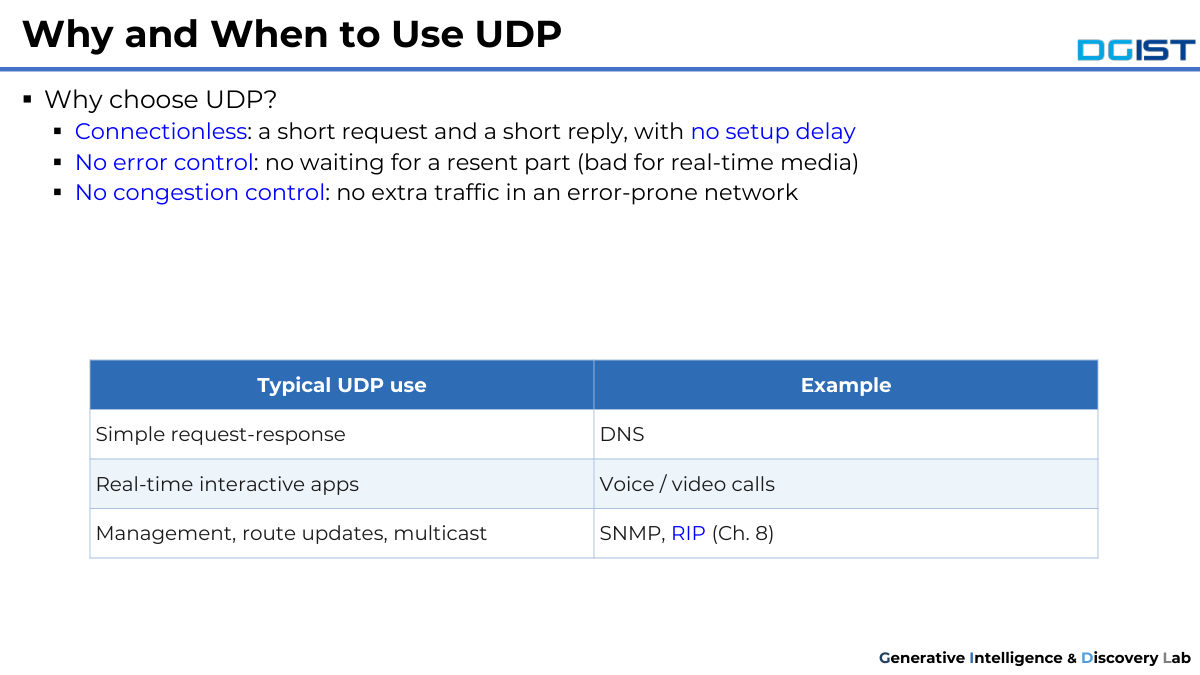 Why and When to Use UDP
DGIST
▪ Why choose UDP?
▪ Connectionless: a short request and a short reply, with no setup delay
▪ No error control: no waiting for a resent part (bad for real-time media)
▪ No congestion control: no extra traffic in an error-prone network
Typical UDP use Example
Simple request-response DNS
Real-time interactive apps Voice / video calls
Management, route updates, multicast SNMP, RIP (Ch. 8)
Generative Intelligence & Discovery Lab